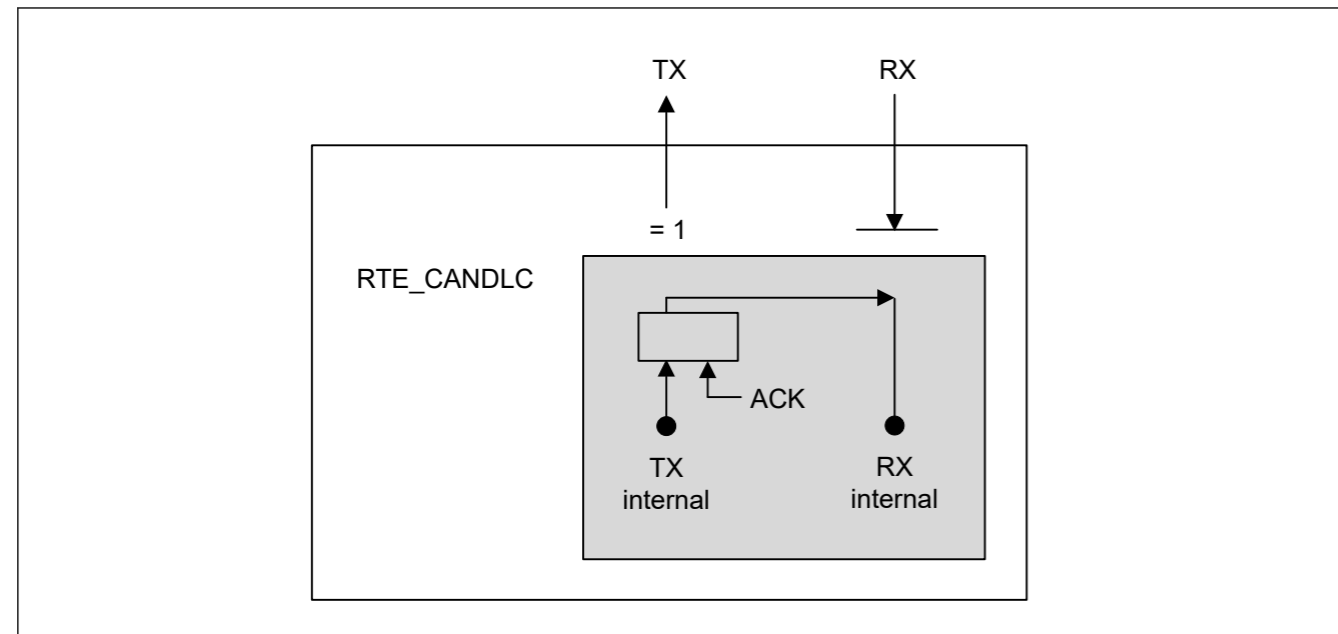 TX
RX
= 1
RTE_CANDLC
ACK
TX
internal
RX
internal